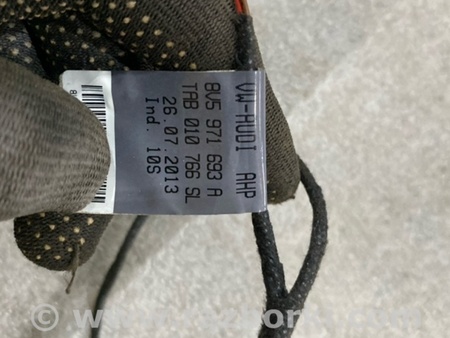 VW-AUDI AHP
8V5 971 693 A
TAB 010 766 SL
26.07.2013
Ind. 10S